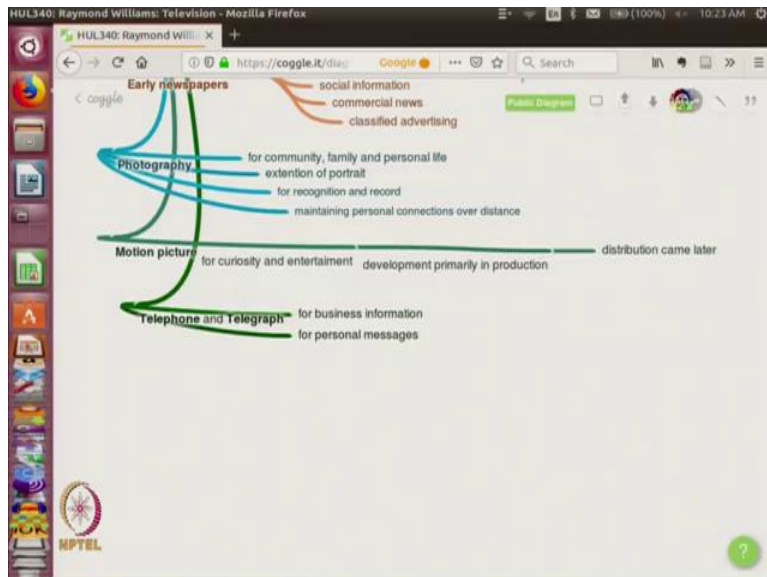 HUL340: Raymond Williams: Television - Mozilla Firefox
En (100%) 10:23 AM
HUL340: Raymond Willi × +
https://coggle.it/diag Google Search
Early newspapers
social information
< coggle
commercial news
Public Diagram
classified advertising
Photography
for community, family and personal life
extention of portrait
for recognition and record
maintaining personal connections over distance
Motion picture
for curiosity and entertaiment
development primarily in production
distribution came later
Telephone and Telegraph
for business information
for personal messages
NPTEL
?